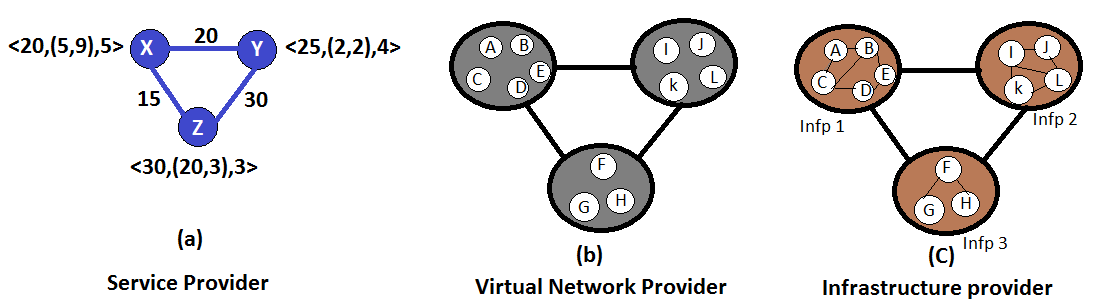 <20,(5,9),5>
X
20
Y
<25,(2,2),4>
15
30
Z
<30,(20,3),3>
(a)
Service Provider
A
B
C
D
E
I
J
k
L
F
G
H
(b)
Virtual Network Provider
A
B
C
D
E
Infp 1
I
J
k
L
Infp 2
F
G
H
Infp 3
(C)
Infrastructure provider